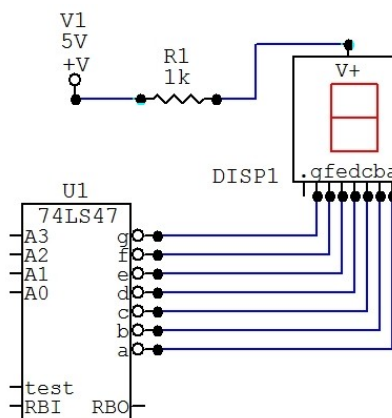 V1
5V
+V
R1
1k
V+
DISP1
.gfedcba
U1
74LS47
A3
A2
A1
A0
g
f
e
d
c
b
a
test
RBI
RBO